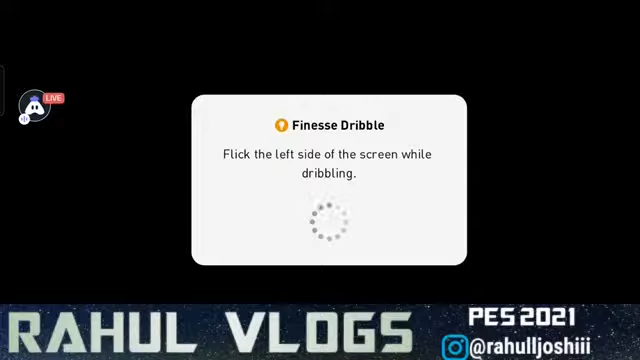 LIVE
Finesse Dribble
Flick the left side of the screen while
dribbling.
RAHUL VLOGS
PES 2021
@rahulljoshiii